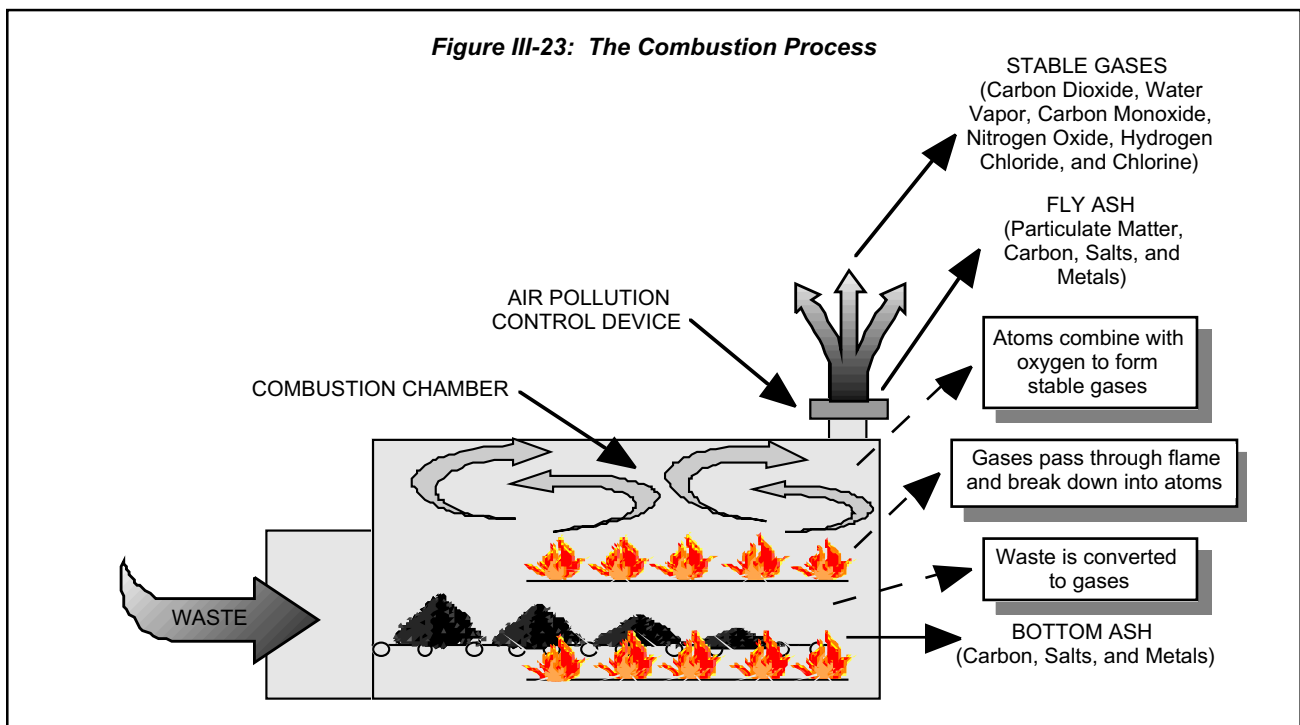 Figure III-23: The Combustion Process
STABLE GASES
(Carbon Dioxide, Water
Vapor, Carbon Monoxide,
Nitrogen Oxide, Hydrogen
Chloride, and Chlorine)
FLY ASH
(Particulate Matter,
Carbon, Salts, and
Metals)
AIR POLLUTION
CONTROL DEVICE
Atoms combine with
oxygen to form
stable gases
COMBUSTION CHAMBER
Gases pass through flame
and break down into atoms
Waste is converted
to gases
WASTE
BOTTOM ASH
(Carbon, Salts, and Metals)